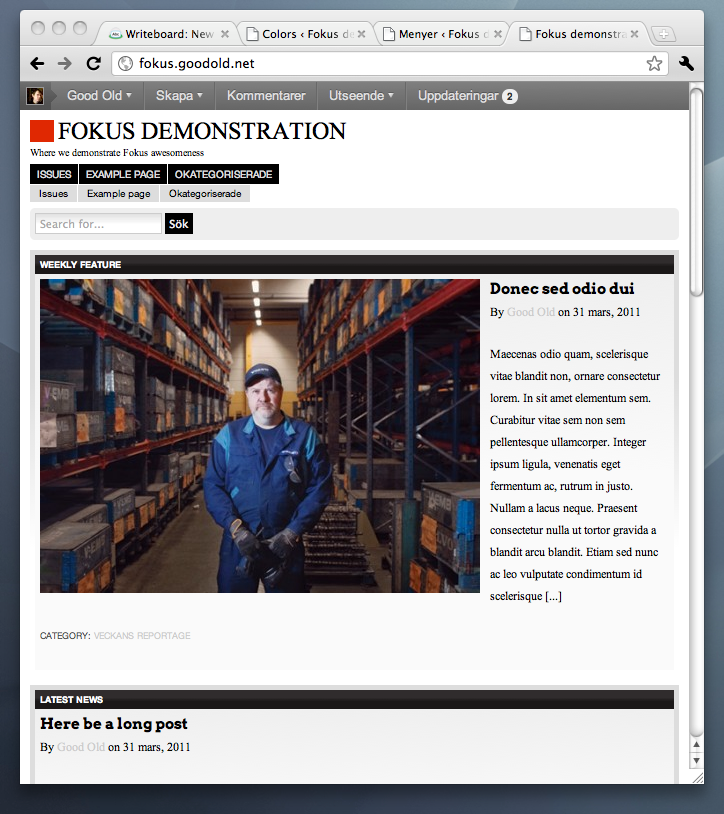 Writeboard: New
Colors ‹ Fokus de
Menyer ‹ Fokus d
Fokus demonstra
fokus.goodold.net
Good Old Skapa Kommentarer Utseende Uppdateringar 2
FOKUS DEMONSTRATION
Where we demonstrate Fokus awesomeness
ISSUES EXAMPLE PAGE OKATEGORISERADE
Issues Example page Okategoriserade
Search for... Sök
WEEKLY FEATURE
Donec sed odio dui
By Good Old on 31 mars, 2011
Maecenas odio quam, scelerisque
vitae blandit non, ornare consectetur
lorem. In sit amet elementum sem.
Curabitur vitae sem non sem
pellentesque ullamcorper. Integer
ipsum ligula, venenatis eget
fermentum ac, rutrum in justo.
Nullam a lacus neque. Praesent
consectetur nulla ut tortor gravida a
blandit arcu blandit. Etiam sed nunc
ac leo vulputate condimentum id
scelerisque [...]
CATEGORY: VECKANS REPORTAGE
LATEST NEWS
Here be a long post
By Good Old on 31 mars, 2011